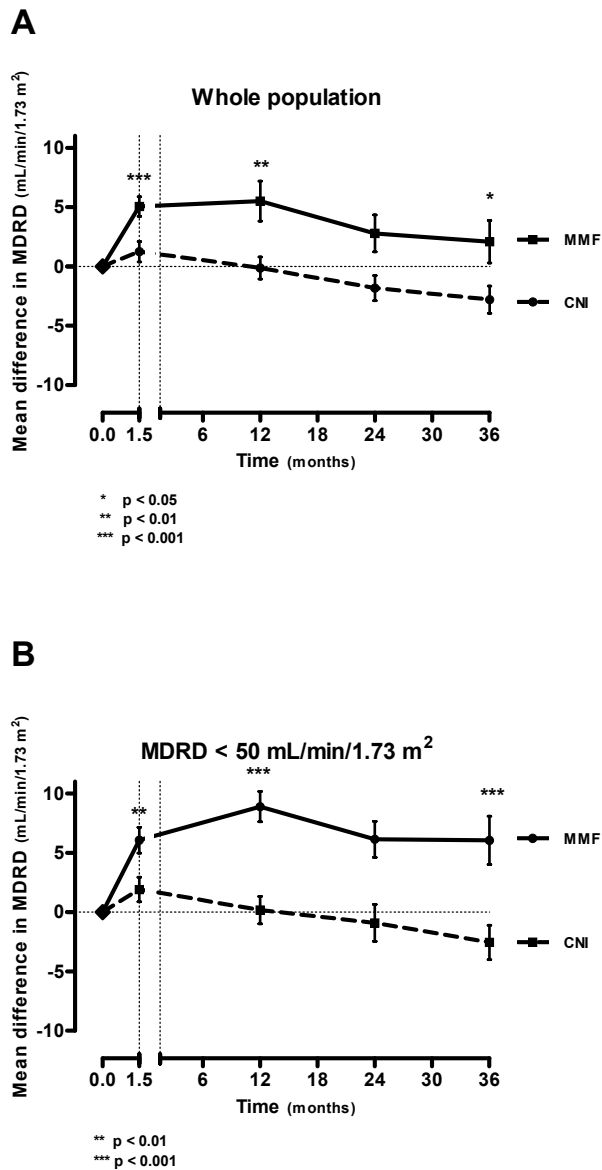 A
Whole population
Mean difference in MDRD (mL/min/1.73 m²)
10
5
0
-5
-10
***
**
*
MMF
CNI
0.0 1.5 6 12 18 24 30 36
Time (months)
* p < 0.05
** p < 0.01
*** p < 0.001
B
MDRD < 50 mL/min/1.73 m²
Mean difference in MDRD (mL/min/1.73 m²)
10
5
0
-5
-10
**
***
***
MMF
CNI
0.0 1.5 6 12 18 24 30 36
Time (months)
** p < 0.01
*** p < 0.001